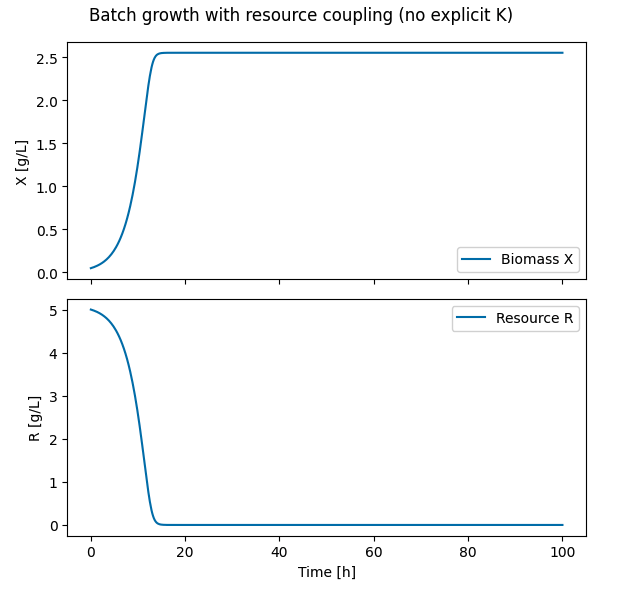 Batch growth with resource coupling (no explicit K)
2.5
2.0
1.5
1.0
0.5
0.0
X [g/L]
Biomass X
5
4
3
2
1
0
R [g/L]
Resource R
0 20 40 60 80 100
Time [h]